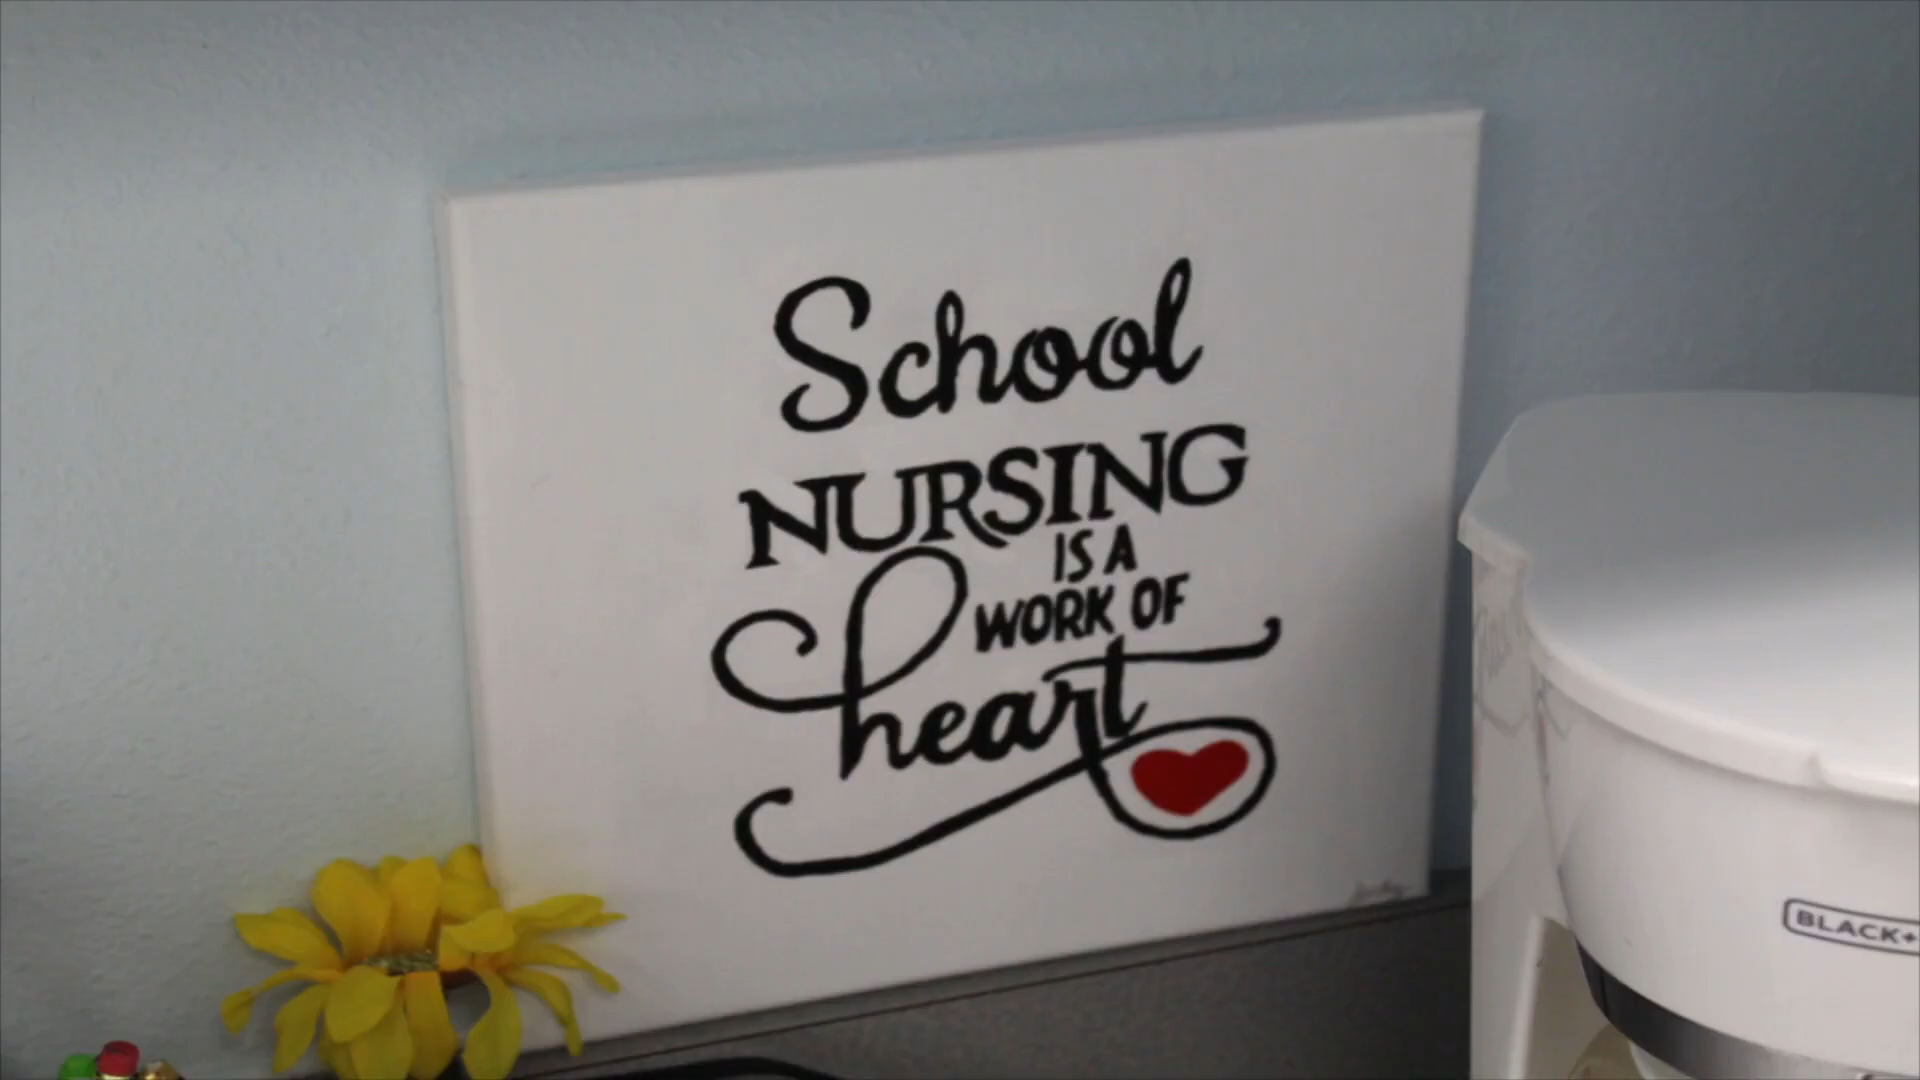 School
NURSING
IS A
WORK OF
heart
BLACK+